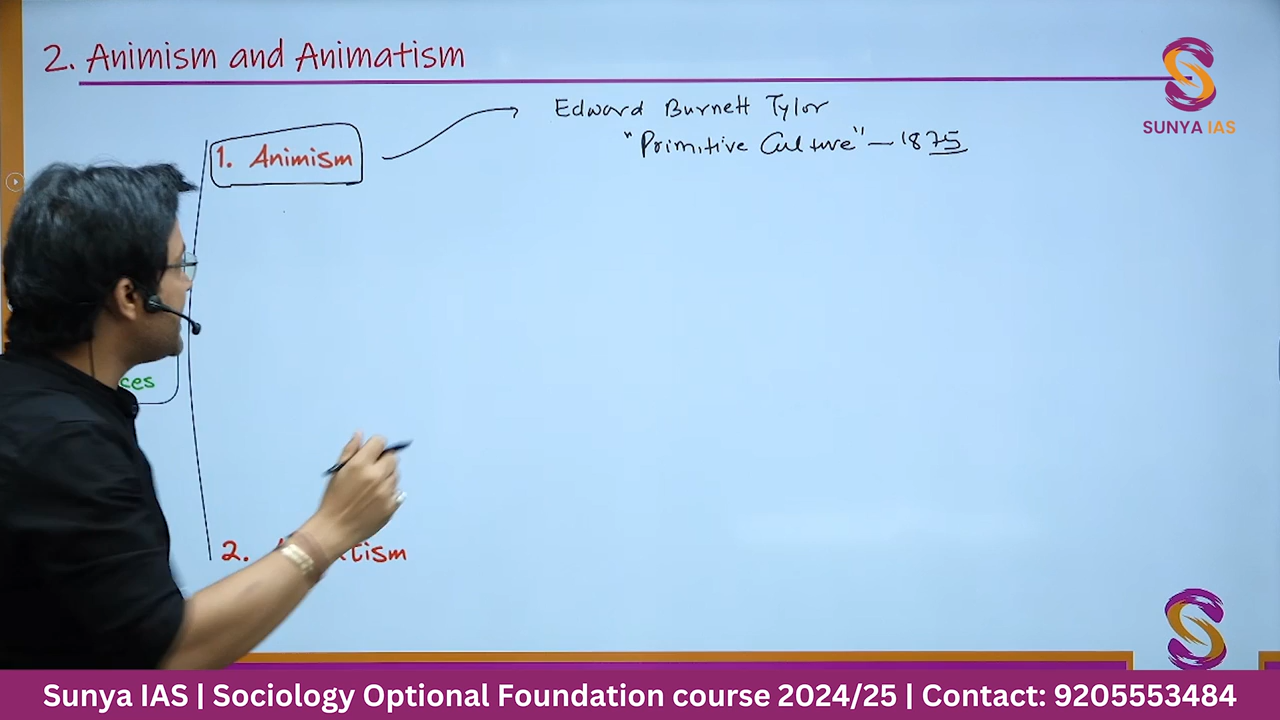 2. Animism and Animatism
SUNYA IAS
Edward Burnett Tylor
"Primitive Culture" — 1875
1. Animism
ces
2. tism
Sunya IAS | Sociology Optional Foundation course 2024/25 | Contact: 9205553484